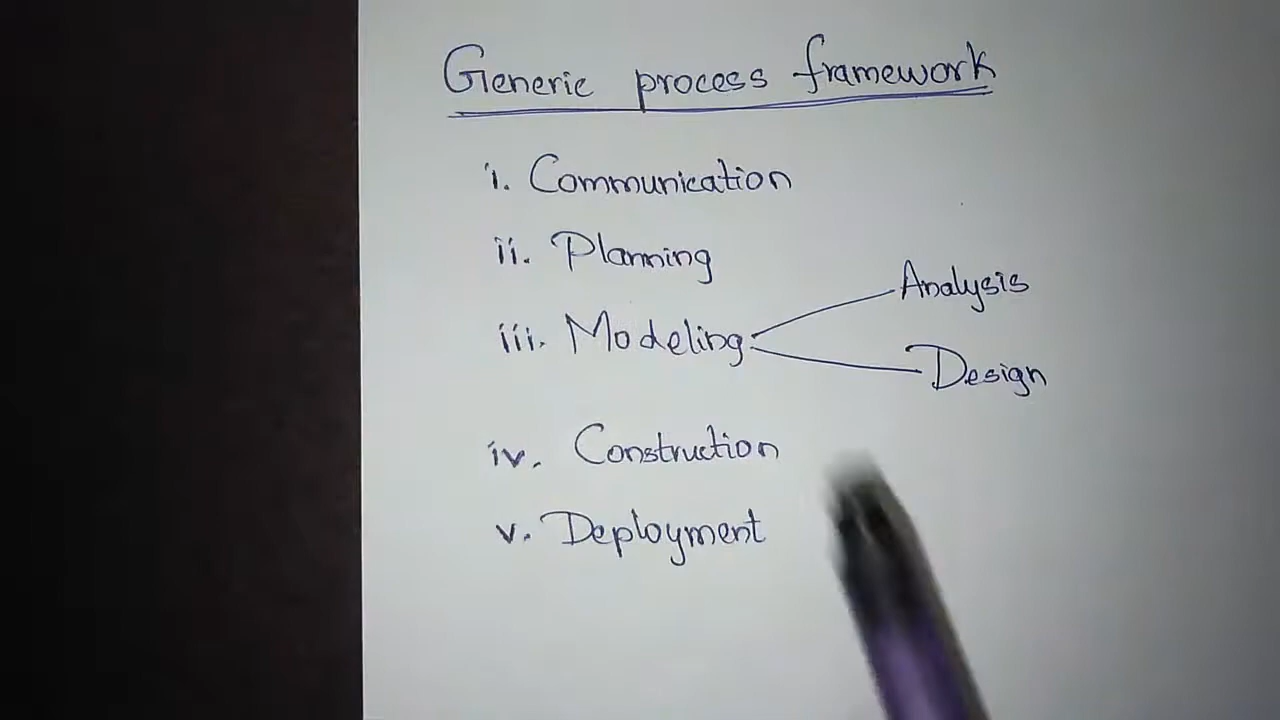 Generic process framework
i. Communication
ii. Planning
iii. Modeling
Analysis
Design
iv. Construction
v. Deployment